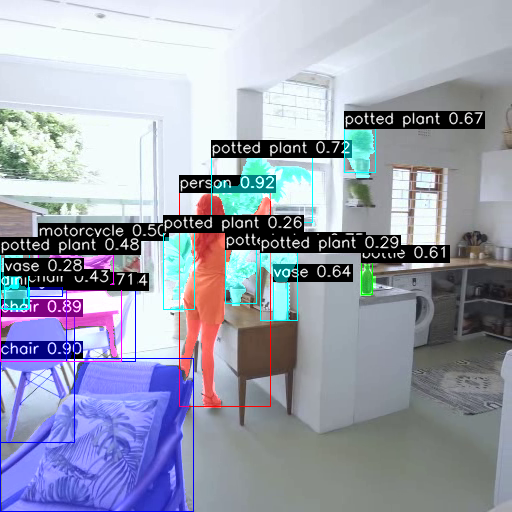 potted plant 0.67
potted plant 0.72
person 0.92
potted plant 0.26
motorcycle 0.50
potted plant 0.48
potted plant 0.29
bottle 0.61
vase 0.28
vase 0.64
0.43
chair 0.89
chair 0.90